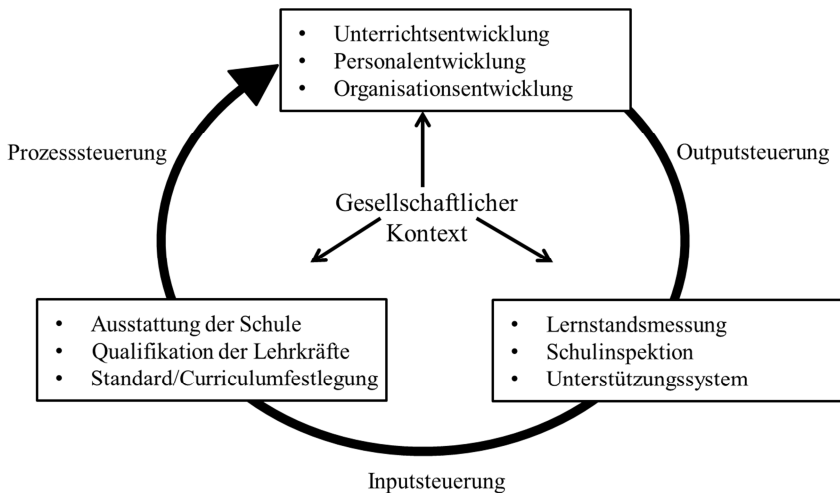 • Unterrichtsentwicklung
• Personalentwicklung
• Organisationsentwicklung
Prozesssteuerung
Outputsteuerung
Gesellschaftlicher
Kontext
• Ausstattung der Schule
• Qualifikation der Lehrkräfte
• Standard/Curriculumfestlegung
• Lernstandsmessung
• Schulinspektion
• Unterstützungssystem
Inputsteuerung